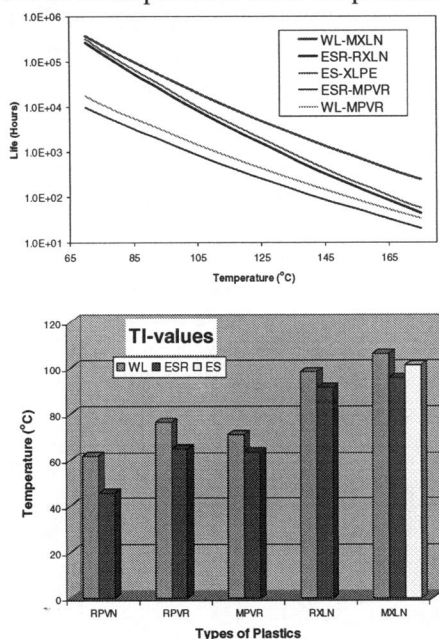 1.0E+06
1.0E+05
1.0E+04
1.0E+03
1.0E+02
1.0E+01
Life (Hours)
WL-MXLN
ESR-RXLN
ES-XLPE
ESR-MPVR
WL-MPVR
65 85 105 125 145 165
Temperature (°C)
TI-values
WL ESR ES
120
100
80
60
40
20
0
Temperature (°C)
RPVN RPVR MPVR RXLN MXLN
Types of Plastics